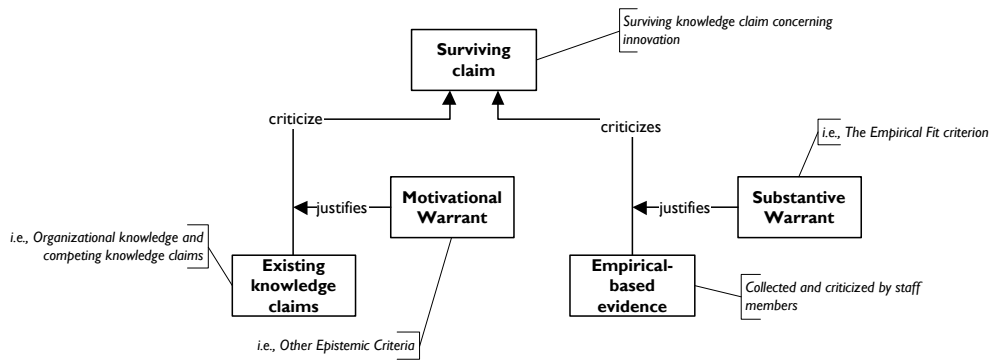 Surviving knowledge claim concerning
innovation
Surviving
claim
criticize
criticizes
i.e., The Empirical Fit criterion
Motivational
Warrant
justifies
Substantive
Warrant
justifies
i.e., Organizational knowledge and
competing knowledge claims
Existing
knowledge
claims
Empirical-
based
evidence
Collected and criticized by staff
members
i.e., Other Epistemic Criteria